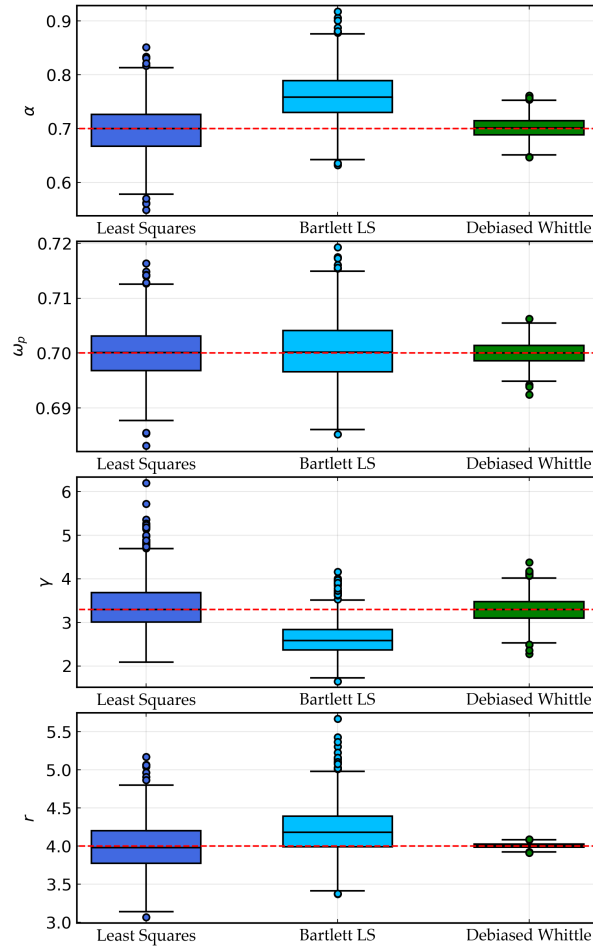 0.9
0.8
0.7
0.6
α
Least Squares Bartlett LS Debiased Whittle
0.72
0.71
0.70
0.69
ω_p
Least Squares Bartlett LS Debiased Whittle
6
5
4
3
2
γ
Least Squares Bartlett LS Debiased Whittle
5.5
5.0
4.5
4.0
3.5
3.0
r
Least Squares Bartlett LS Debiased Whittle